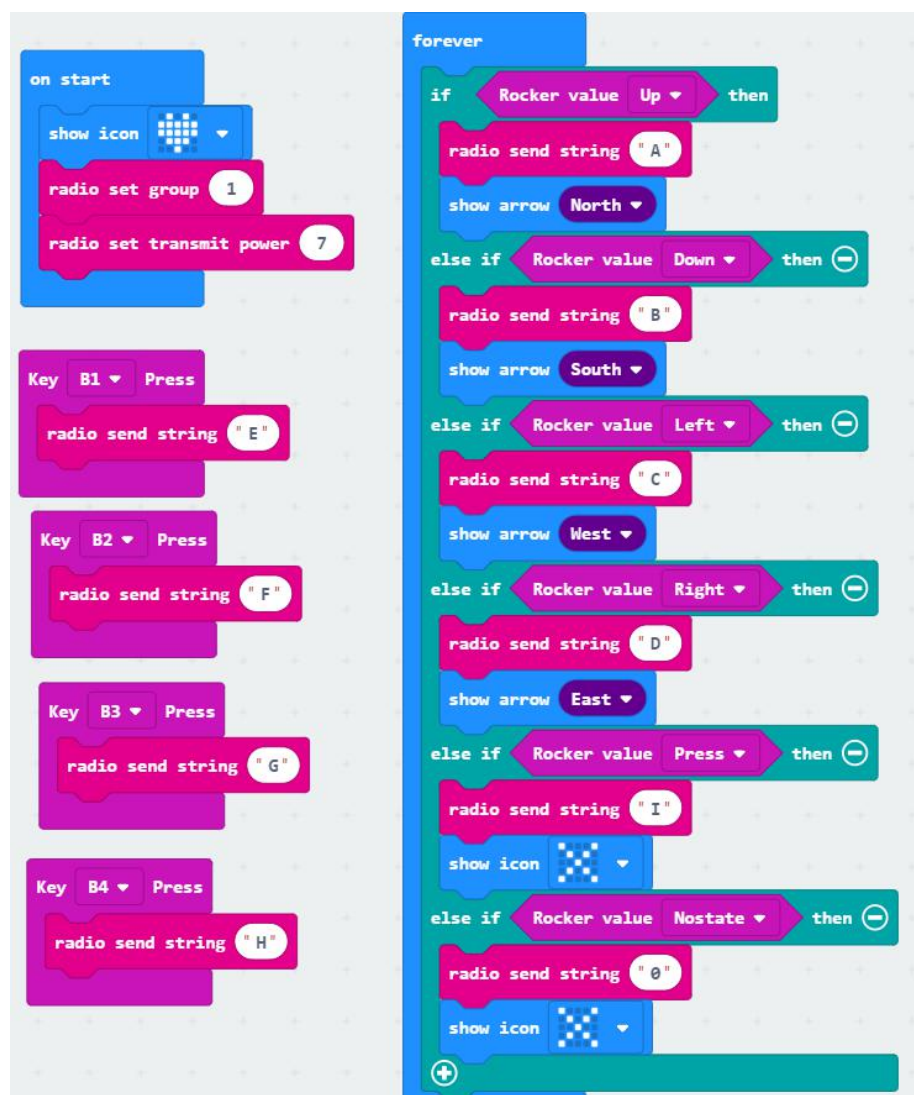 on start
show icon
radio set group 1
radio set transmit power 7
Key B1 Press
radio send string "E"
Key B2 Press
radio send string "F"
Key B3 Press
radio send string "G"
Key B4 Press
radio send string "H"
forever
if Rocker value Up then
radio send string "A"
show arrow North
else if Rocker value Down then
radio send string "B"
show arrow South
else if Rocker value Left then
radio send string "C"
show arrow West
else if Rocker value Right then
radio send string "D"
show arrow East
else if Rocker value Press then
radio send string "I"
show icon
else if Rocker value Nostate then
radio send string "0"
show icon